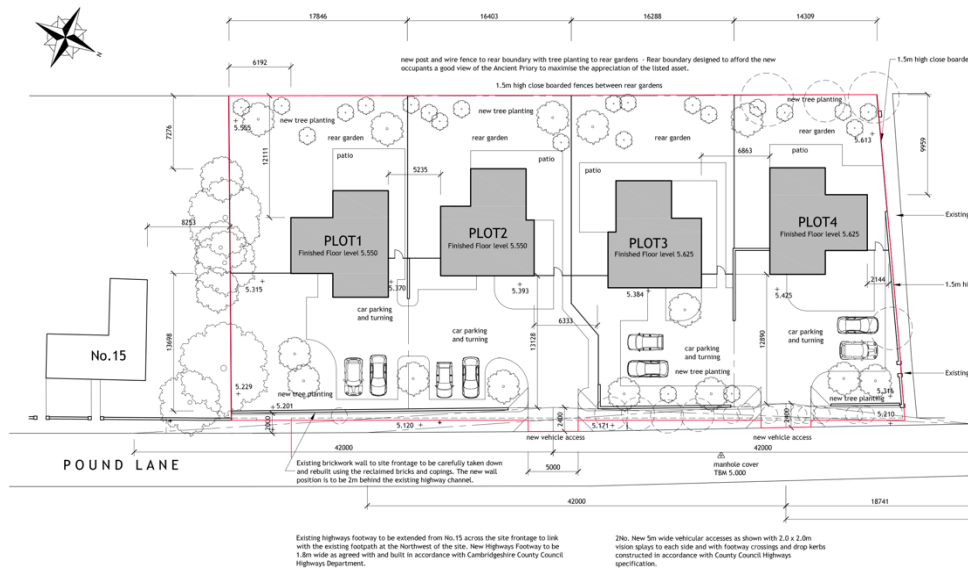 17846
16403
16288
14309
N
new post and wire fence to rear boundary with tree planting to rear gardens - Rear boundary designed to afford the new
occupants a good view of the Ancient Priory to maximise the appreciation of the listed asset.
1.5m high close boarde
6192
1.5m high close boarded fences between rear gardens
new tree planting
new tree planting
new tree planting
new tree planting
5.555
5.613
rear garden
rear garden
rear garden
rear garden
7276
12111
9959
patio
patio
patio
patio
5235
6863
8253
PLOT1
Finished Floor level 5.550
PLOT2
Finished Floor level 5.550
PLOT3
Finished Floor level 5.625
PLOT4
Finished Floor level 5.625
Existing
5.315
5.370
5.393
5.384
5.425
2144
1.5m hi
car parking
and turning
car parking
and turning
car parking
and turning
car parking
and turning
6333
13698
13128
12890
No.15
Existing
5.229
5.201
new tree planting
new tree planting
new tree planting
5.316
5.210
2000
2400
2400
5.120
5.171
new vehicle access
new vehicle access
POUND LANE
42000
42000
Existing brickwork wall to site frontage to be carefully taken down
and rebuilt using the reclaimed bricks and copings. The new wall
position is to be 2m behind the existing highway channel.
5000
manhole cover
TBM 5.000
42000
18741
Existing highways footway to be extended from No.15 across the site frontage to link
with the existing footpath at the Northwest of the site. New Highways Footway to be
1.8m wide as agreed with and built in accordance with Cambridgeshire County Council
Highways Department.
2No. New 5m wide vehicular accesses as shown with 2.0 x 2.0m
vision splays to each side and with footway crossings and drop kerbs
constructed in accordance with County Council Highways
specification.